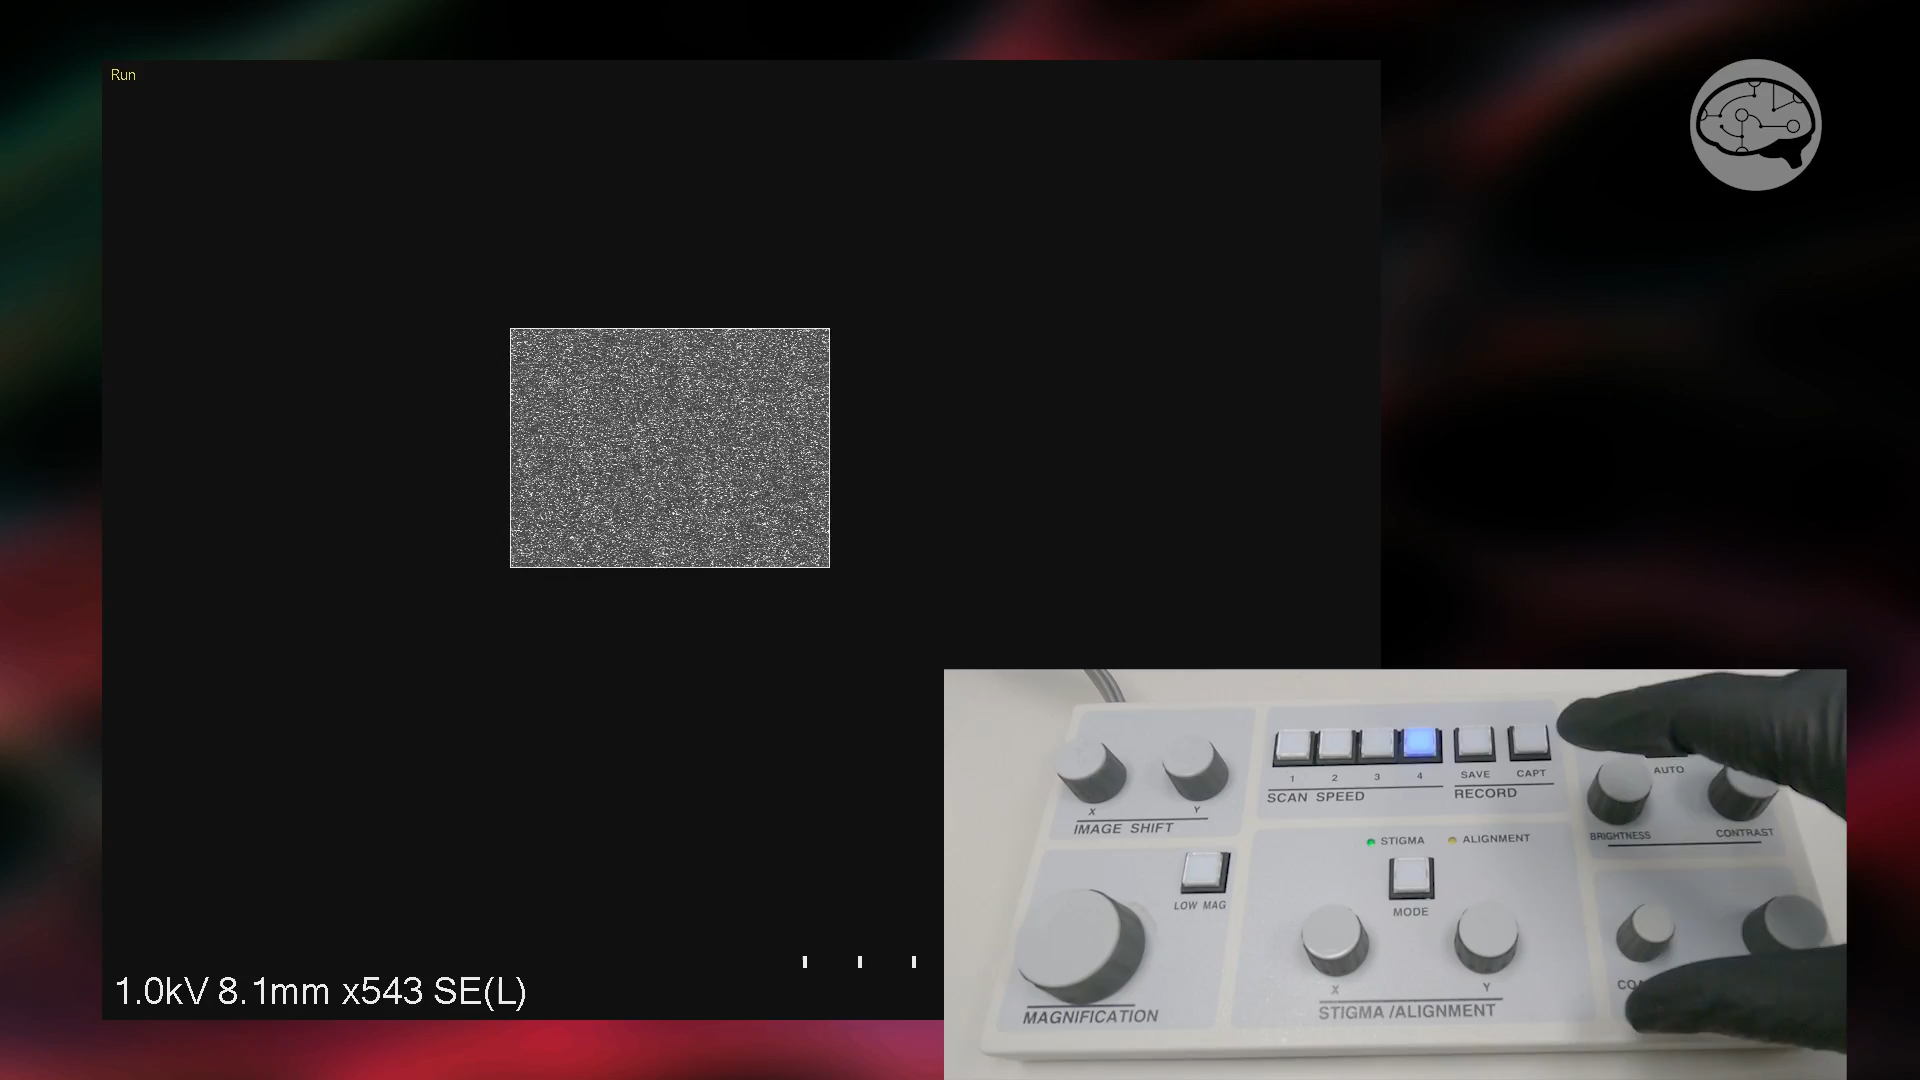 Run
1.0kV 8.1mm x543 SE(L)
1 2 3 4
SCAN SPEED
SAVE CAPT
RECORD
AUTO
BRIGHTNESS CONTRAST
X Y
IMAGE SHIFT
STIGMA ALIGNMENT
MODE
LOW MAG
X Y
STIGMA /ALIGNMENT
MAGNIFICATION